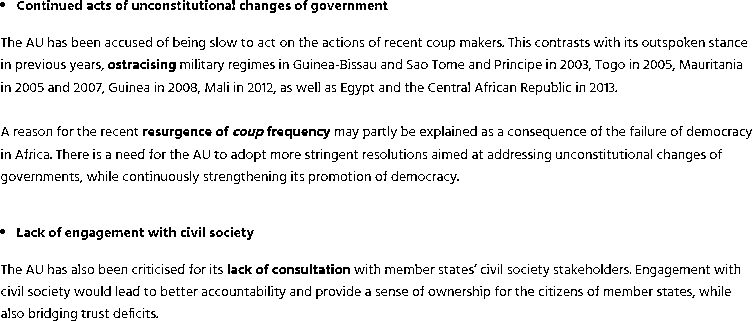 • Continued acts of unconstitutional changes of government
The AU has been accused of being slow to act on the actions of recent coup makers. This contrasts with its outspoken stance
in previous years, ostracising military regimes in Guinea-Bissau and Sao Tome and Principe in 2003, Togo in 2005, Mauritania
in 2005 and 2007, Guinea in 2008, Mali in 2012, as well as Egypt and the Central African Republic in 2013.
A reason for the recent resurgence of coup frequency may partly be explained as a consequence of the failure of democracy
in Africa. There is a need for the AU to adopt more stringent resolutions aimed at addressing unconstitutional changes of
governments, while continuously strengthening its promotion of democracy.
• Lack of engagement with civil society
The AU has also been criticised for its lack of consultation with member states’ civil society stakeholders. Engagement with
civil society would lead to better accountability and provide a sense of ownership for the citizens of member states, while
also bridging trust deficits.